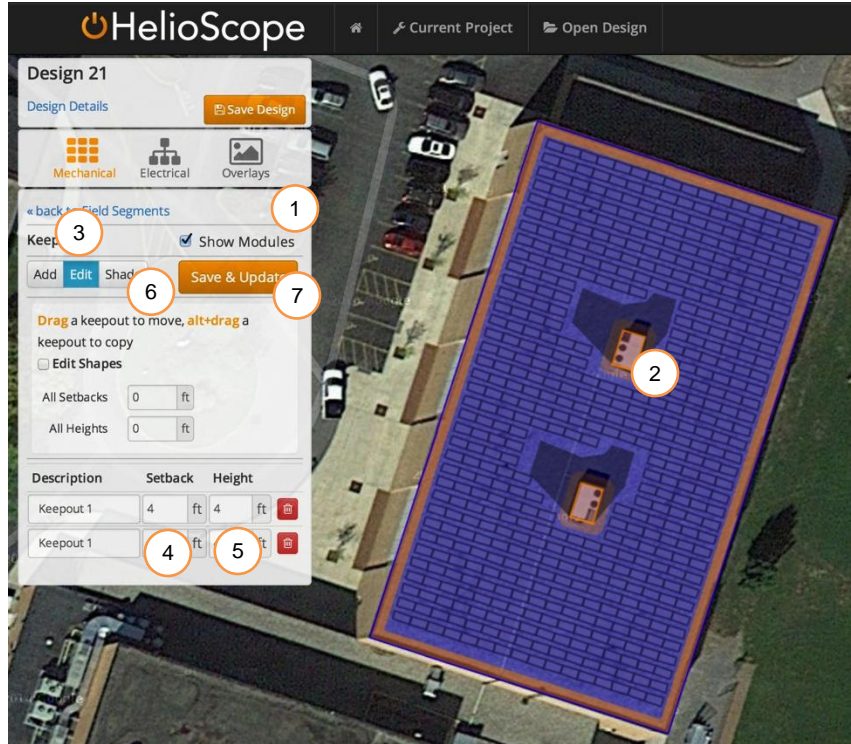 HelioScope
Current Project
Open Design
Design 21
Design Details
Save Design
Mechanical
Electrical
Overlays
« back to Field Segments
1
3
Show Modules
Add
Edit
Save & Update
6
7
Drag a keepout to move, alt+drag a
keepout to copy
Edit Shapes
All Setbacks 0 ft
All Heights 0 ft
2
Description Setback Height
Keepout 1 4 ft 4 ft
Keepout 1 ft
4
5